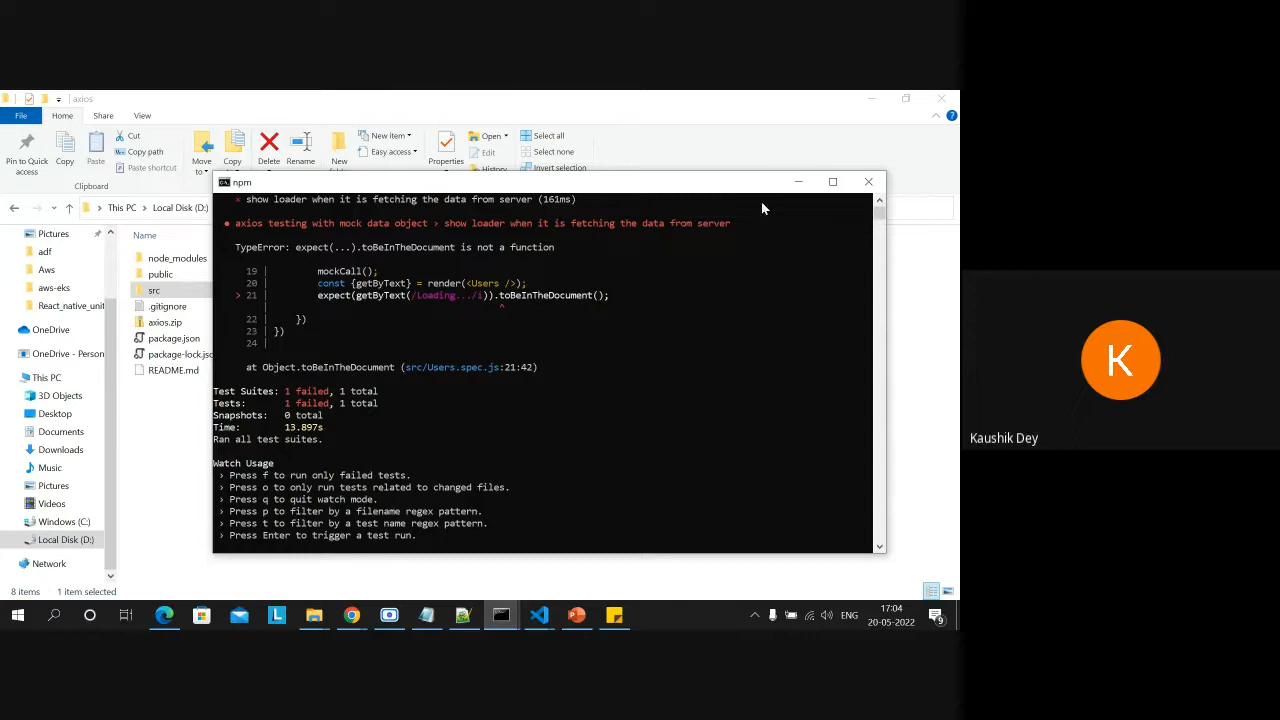 axios
File
Home
Share
View
Pin to Quick
access
Copy
Paste
Cut
Copy path
Paste shortcut
Clipboard
Move
to
Copy
to
Delete
Rename
New
New item
Easy access
Properties
Open
Edit
History
Select all
Select none
Invert selection
This PC
Local Disk (D:)
Pictures
adf
Aws
aws-eks
React_native_unit
OneDrive
OneDrive - Person
This PC
3D Objects
Desktop
Documents
Downloads
Music
Pictures
Videos
Windows (C:)
Local Disk (D:)
Network
Name
node_modules
public
src
.gitignore
axios.zip
package.json
package-lock.jso
README.md
8 items
1 item selected
npm
× show loader when it is fetching the data from server (161ms)
● axios testing with mock data object › show loader when it is fetching the data from server
TypeError: expect(...).toBeInTheDocument is not a function
19 | mockCall();
20 | const {getByText} = render(<Users />);
> 21 | expect(getByText(/Loading.../i)).toBeInTheDocument();
| ^
22 | })
23 | })
24 |
at Object.toBeInTheDocument (src/Users.spec.js:21:42)
Test Suites: 1 failed, 1 total
Tests: 1 failed, 1 total
Snapshots: 0 total
Time: 13.897s
Ran all test suites.
Watch Usage
› Press f to run only failed tests.
› Press o to only run tests related to changed files.
› Press q to quit watch mode.
› Press p to filter by a filename regex pattern.
› Press t to filter by a test name regex pattern.
› Press Enter to trigger a test run.
L
ENG
17:04
20-05-2022
9
K
Kaushik Dey